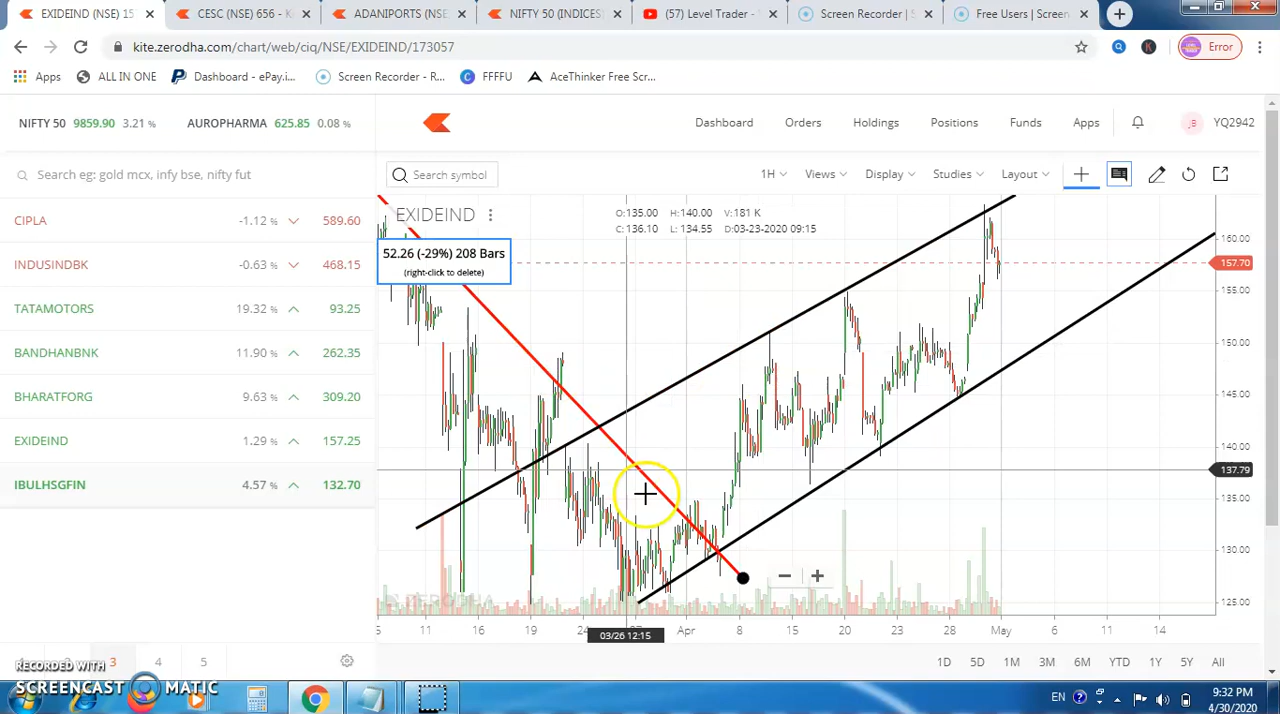 EXIDEIND (NSE) 15
CESC (NSE) 656 - K
ADANIPORTS (NSE
NIFTY 50 (INDICES)
(57) Level Trader -
Screen Recorder | S
Free Users | Screen
kite.zerodha.com/chart/web/ciq/NSE/EXIDEIND/173057
K
Error
Apps
ALL IN ONE
Dashboard - ePay.i...
Screen Recorder - R...
FFFFU
AceThinker Free Scr...
NIFTY 50 9859.90 3.21 %
AUROPHARMA 625.85 0.08 %
Dashboard
Orders
Holdings
Positions
Funds
Apps
YQ2942
Search eg: gold mcx, infy bse, nifty fut
Search symbol
1H
Views
Display
Studies
Layout
CIPLA -1.12 % 589.60
INDUSINDBK -0.63 % 468.15
TATAMOTORS 19.32 % 93.25
BANDHANBNK 11.90 % 262.35
BHARATFORG 9.63 % 309.20
EXIDEIND 1.29 % 157.25
IBULHSGFIN 4.57 % 132.70
EXIDEIND
O: 135.00 H: 140.00 V: 181 K
C: 136.10 L: 134.55 D: 03-23-2020 09:15
52.26 (-29%) 208 Bars
(right-click to delete)
160.00
157.70
155.00
150.00
145.00
140.00
137.79
135.00
130.00
125.00
5 11 16 19 24 27 Apr 8 15 20 23 28 May 6 11 14
03/26 12:15
3 4 5
1D 5D 1M 3M 6M YTD 1Y 5Y All
RECORDED WITH
SCREENCAST MATIC
EN
9:32 PM
4/30/2020